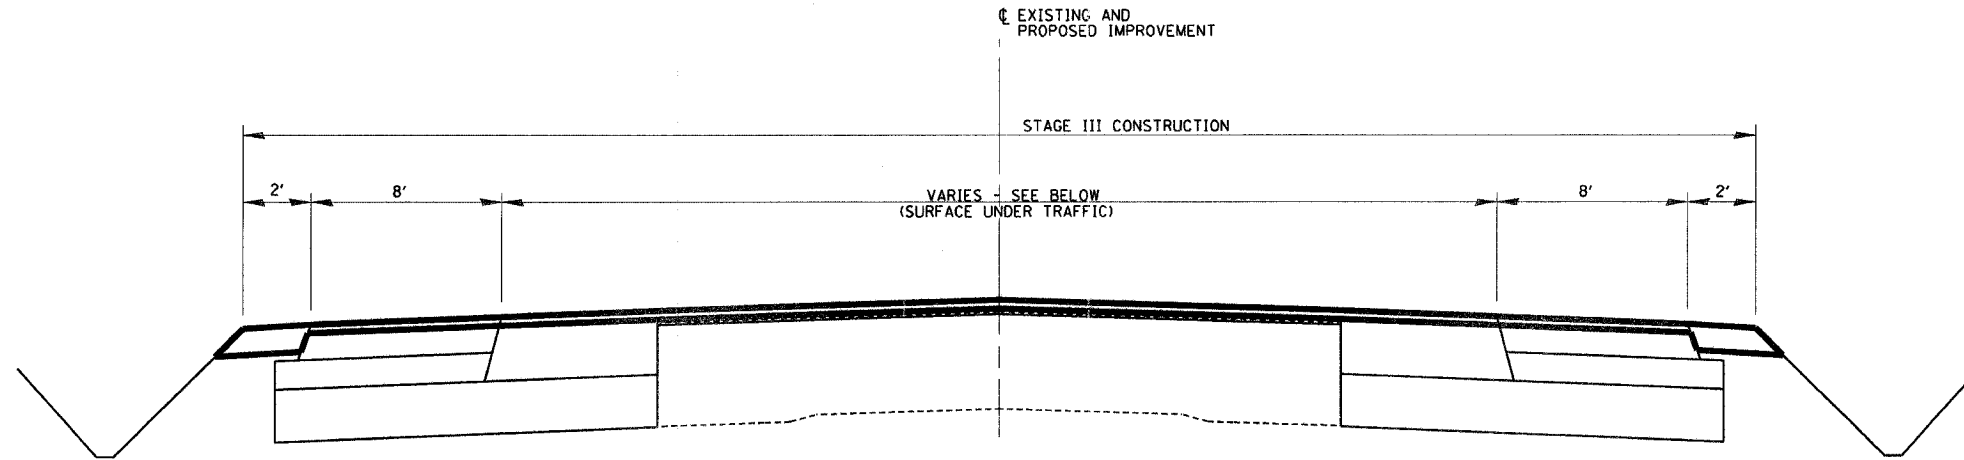 ℄ EXISTING AND
PROPOSED IMPROVEMENT
STAGE III CONSTRUCTION
2' 8' VARIES - SEE BELOW 8' 2'
(SURFACE UNDER TRAFFIC)